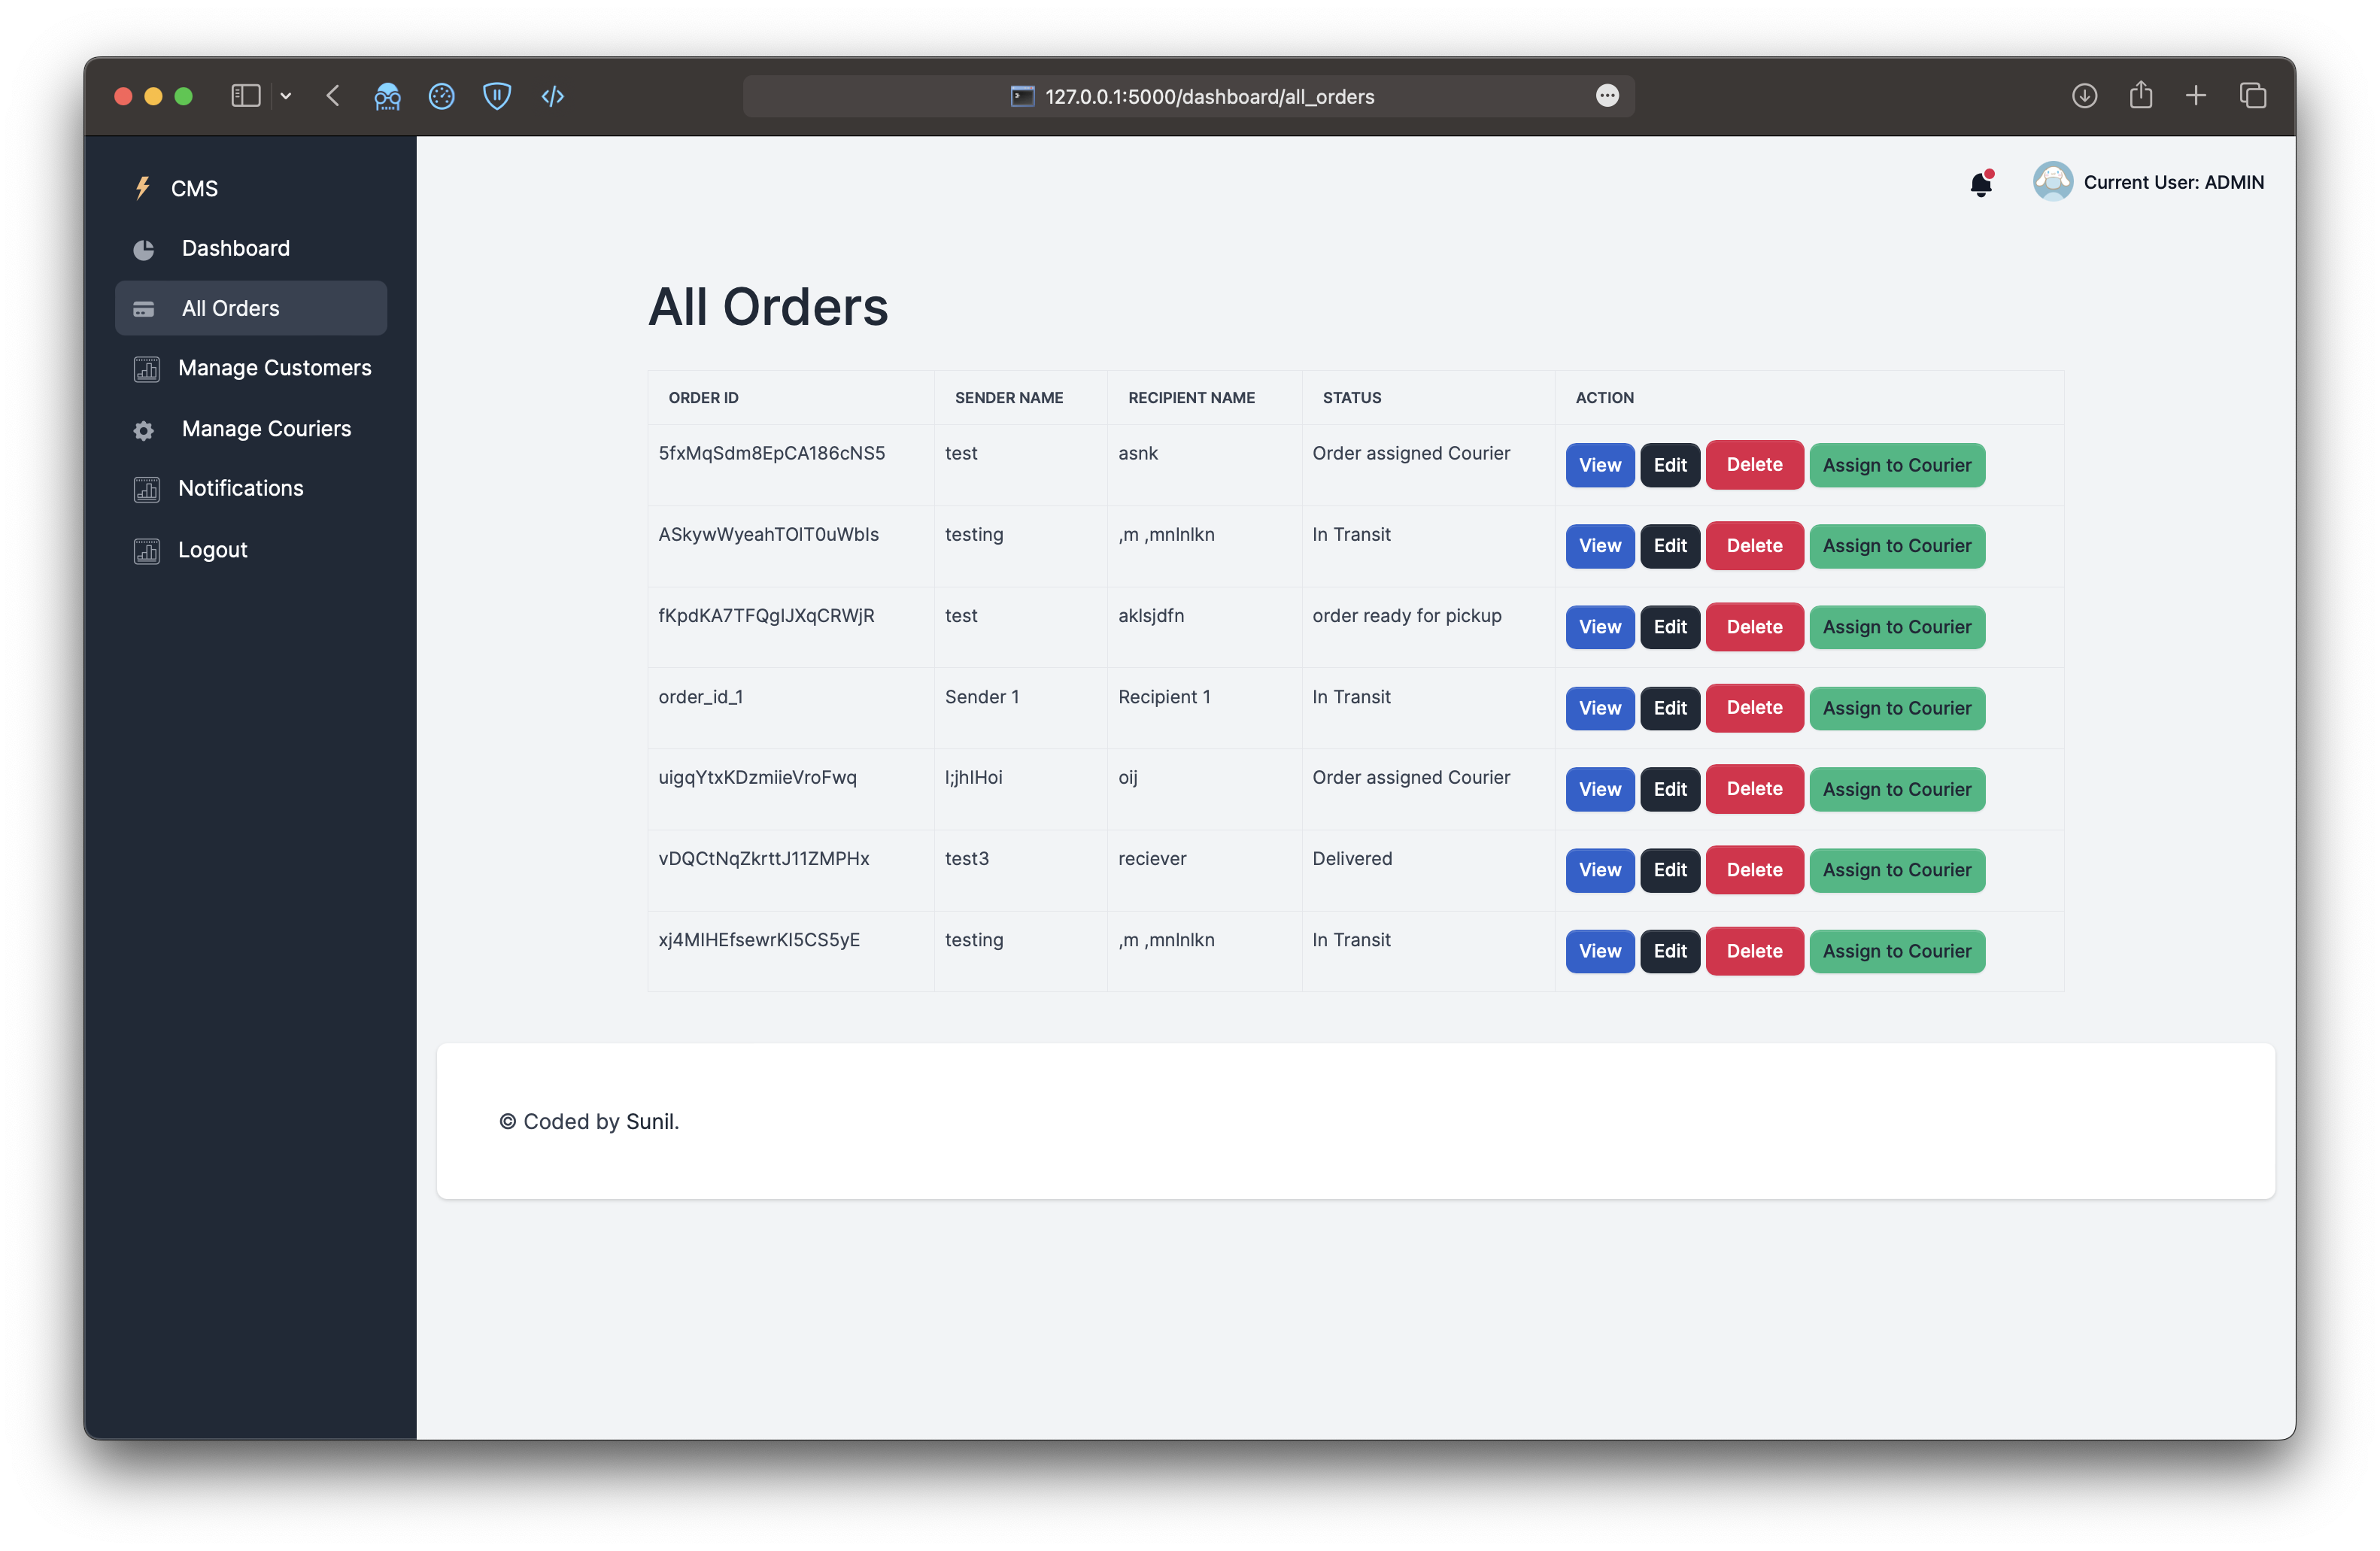 127.0.0.1:5000/dashboard/all_orders
CMS
Dashboard
All Orders
Manage Customers
Manage Couriers
Notifications
Logout
Current User: ADMIN
All Orders
ORDER ID SENDER NAME RECIPIENT NAME STATUS ACTION
5fxMqSdm8EpCA186cNS5 test asnk Order assigned Courier View Edit Delete Assign to Courier
ASkywWyeahTOIT0uWbIs testing ,m ,mnlnlkn In Transit View Edit Delete Assign to Courier
fKpdKA7TFQgIJXqCRWjR test aklsjdfn order ready for pickup View Edit Delete Assign to Courier
order_id_1 Sender 1 Recipient 1 In Transit View Edit Delete Assign to Courier
uigqYtxKDzmiieVroFwq l;jhlHoi oij Order assigned Courier View Edit Delete Assign to Courier
vDQCtNqZkrttJ11ZMPHx test3 reciever Delivered View Edit Delete Assign to Courier
xj4MIHEfsewrKI5CS5yE testing ,m ,mnlnlkn In Transit View Edit Delete Assign to Courier
© Coded by Sunil.